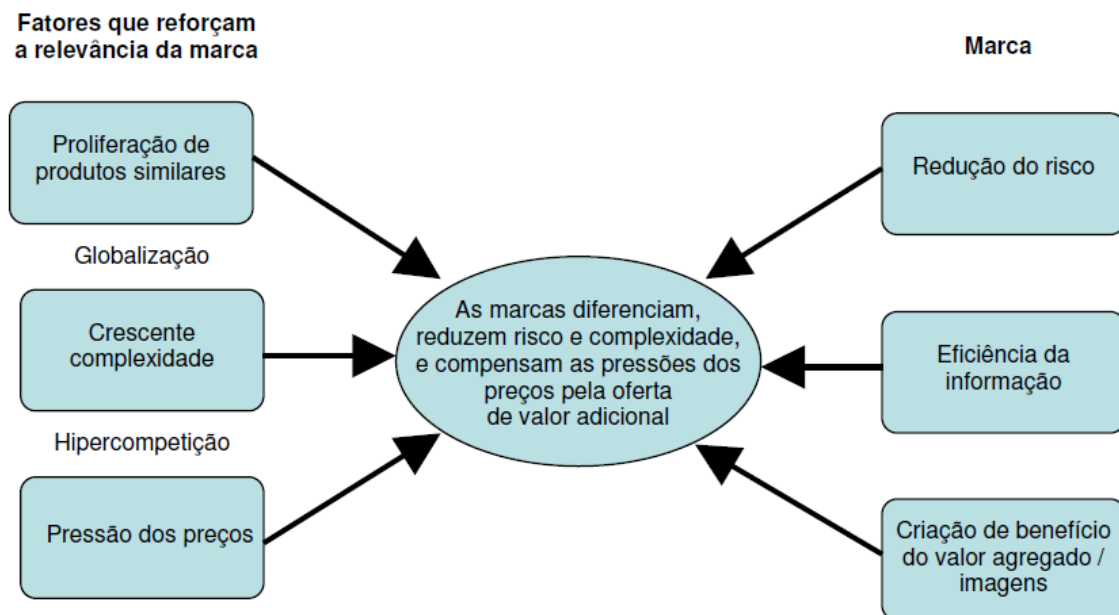 Fatores que reforçam
a relevância da marca
Proliferação de
produtos similares
Globalização
Crescente
complexidade
Hipercompetição
Pressão dos preços
As marcas diferenciam,
reduzem risco e complexidade,
e compensam as pressões dos
preços pela oferta
de valor adicional
Marca
Redução do risco
Eficiência da
informação
Criação de benefício
do valor agregado /
imagens